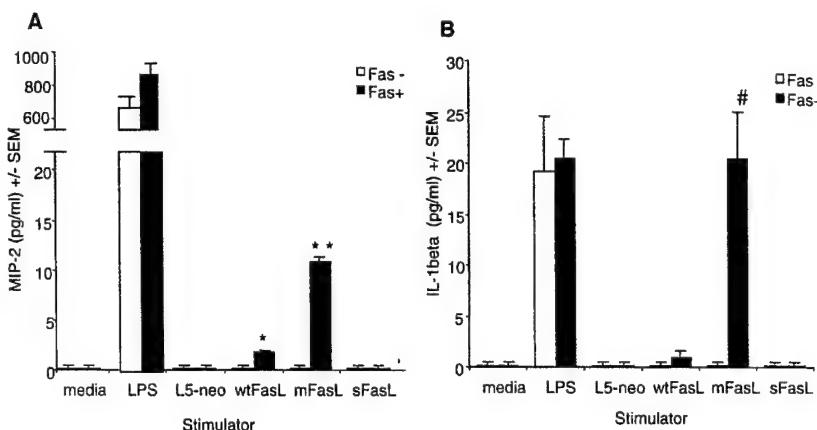 A
MIP-2 (pg/ml) +/- SEM
1000
800
600
20
15
10
5
0
Fas -
Fas+
*
* *
media LPS L5-neo wtFasL mFasL sFasL
Stimulator
B
IL-1beta (pg/ml) +/- SEM
30
25
20
15
10
5
0
Fas
Fas-
#
media LPS L5-neo wtFasL mFasL sFasL
Stimulator